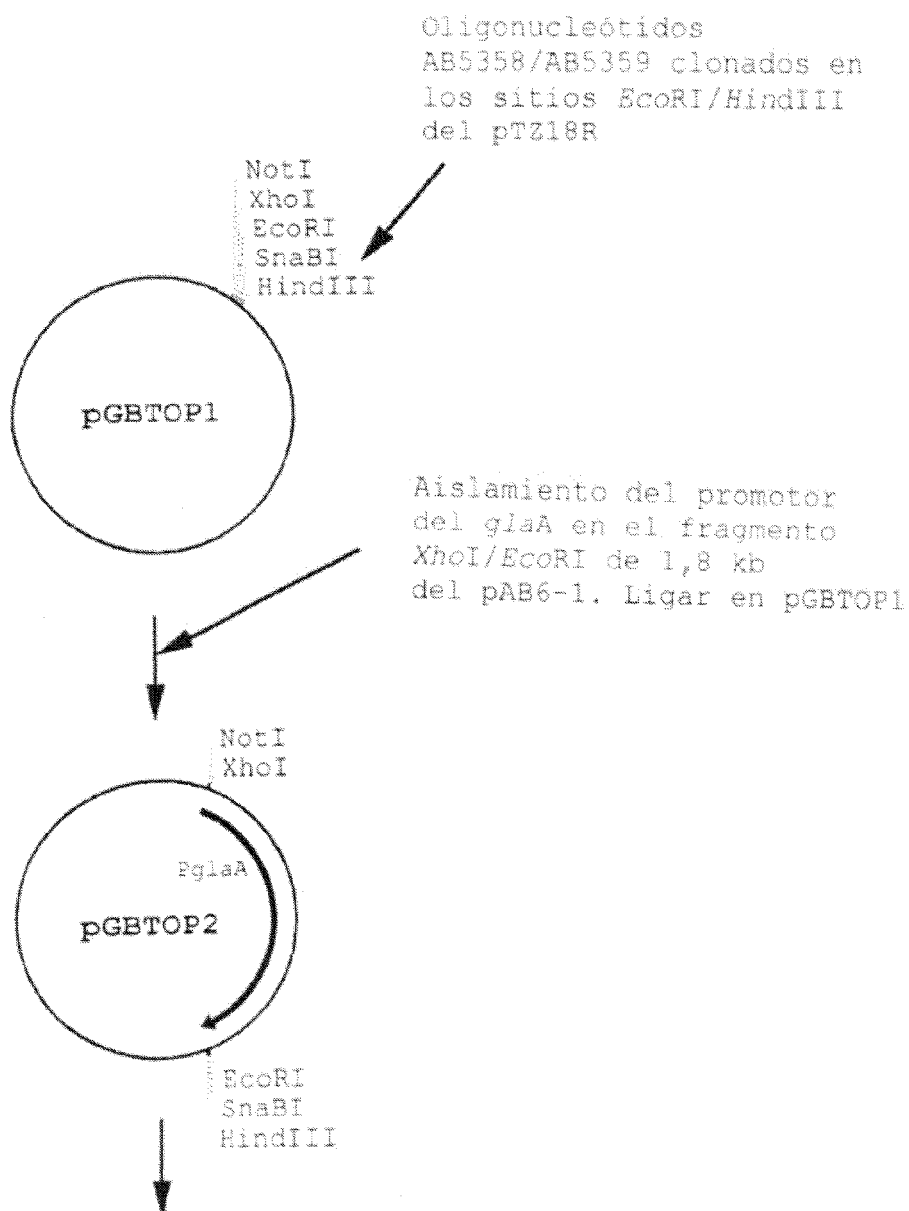 Oligonucleótidos
AB5358/AB5359 clonados en
los sitios EcoRI/HindIII
del pTZ18R
NotI
XhoI
EcoRI
SnaBI
HindIII
pGBTOP1
Aislamiento del promotor
del glaA en el fragmento
XhoI/EcoRI de 1,8 kb
del pAB6-1. Ligar en pGBTOP1
NotI
XhoI
PglaA
pGBTOP2
EcoRI
SnaBI
HindIII